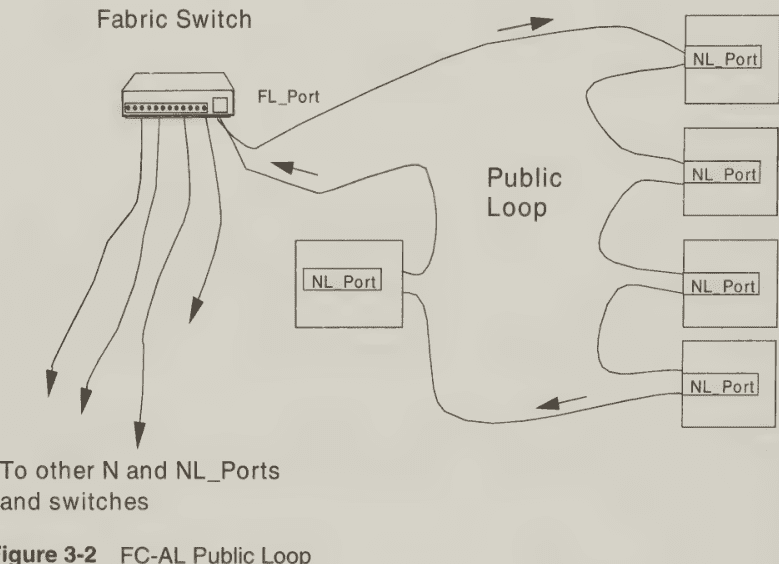 Fabric Switch
FL_Port
NL_Port
NL_Port
Public
Loop
NL_Port
NL_Port
NL_Port
To other N and NL_Ports
and switches
Figure 3-2 FC-AL Public Loop